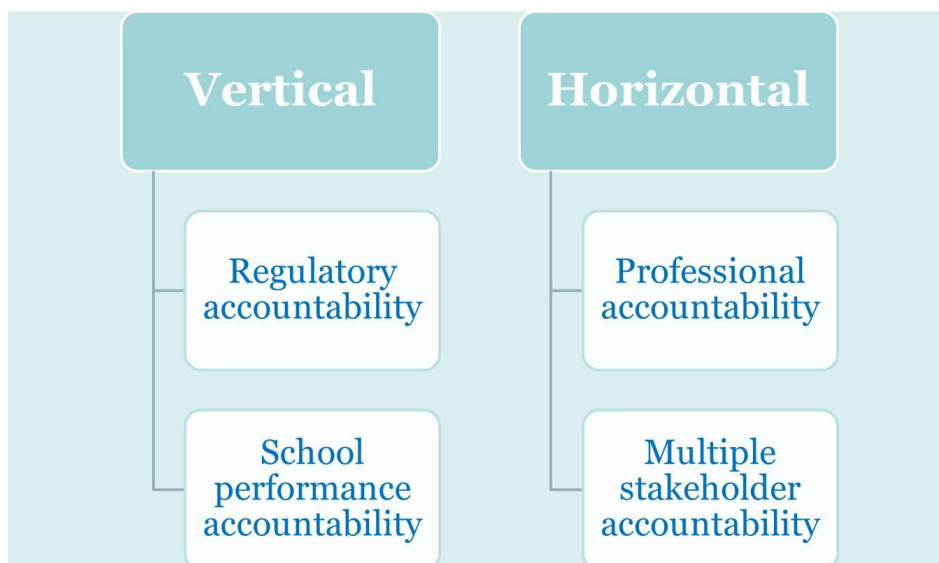 Vertical
Regulatory
accountability
School
performance
accountability
Horizontal
Professional
accountability
Multiple
stakeholder
accountability